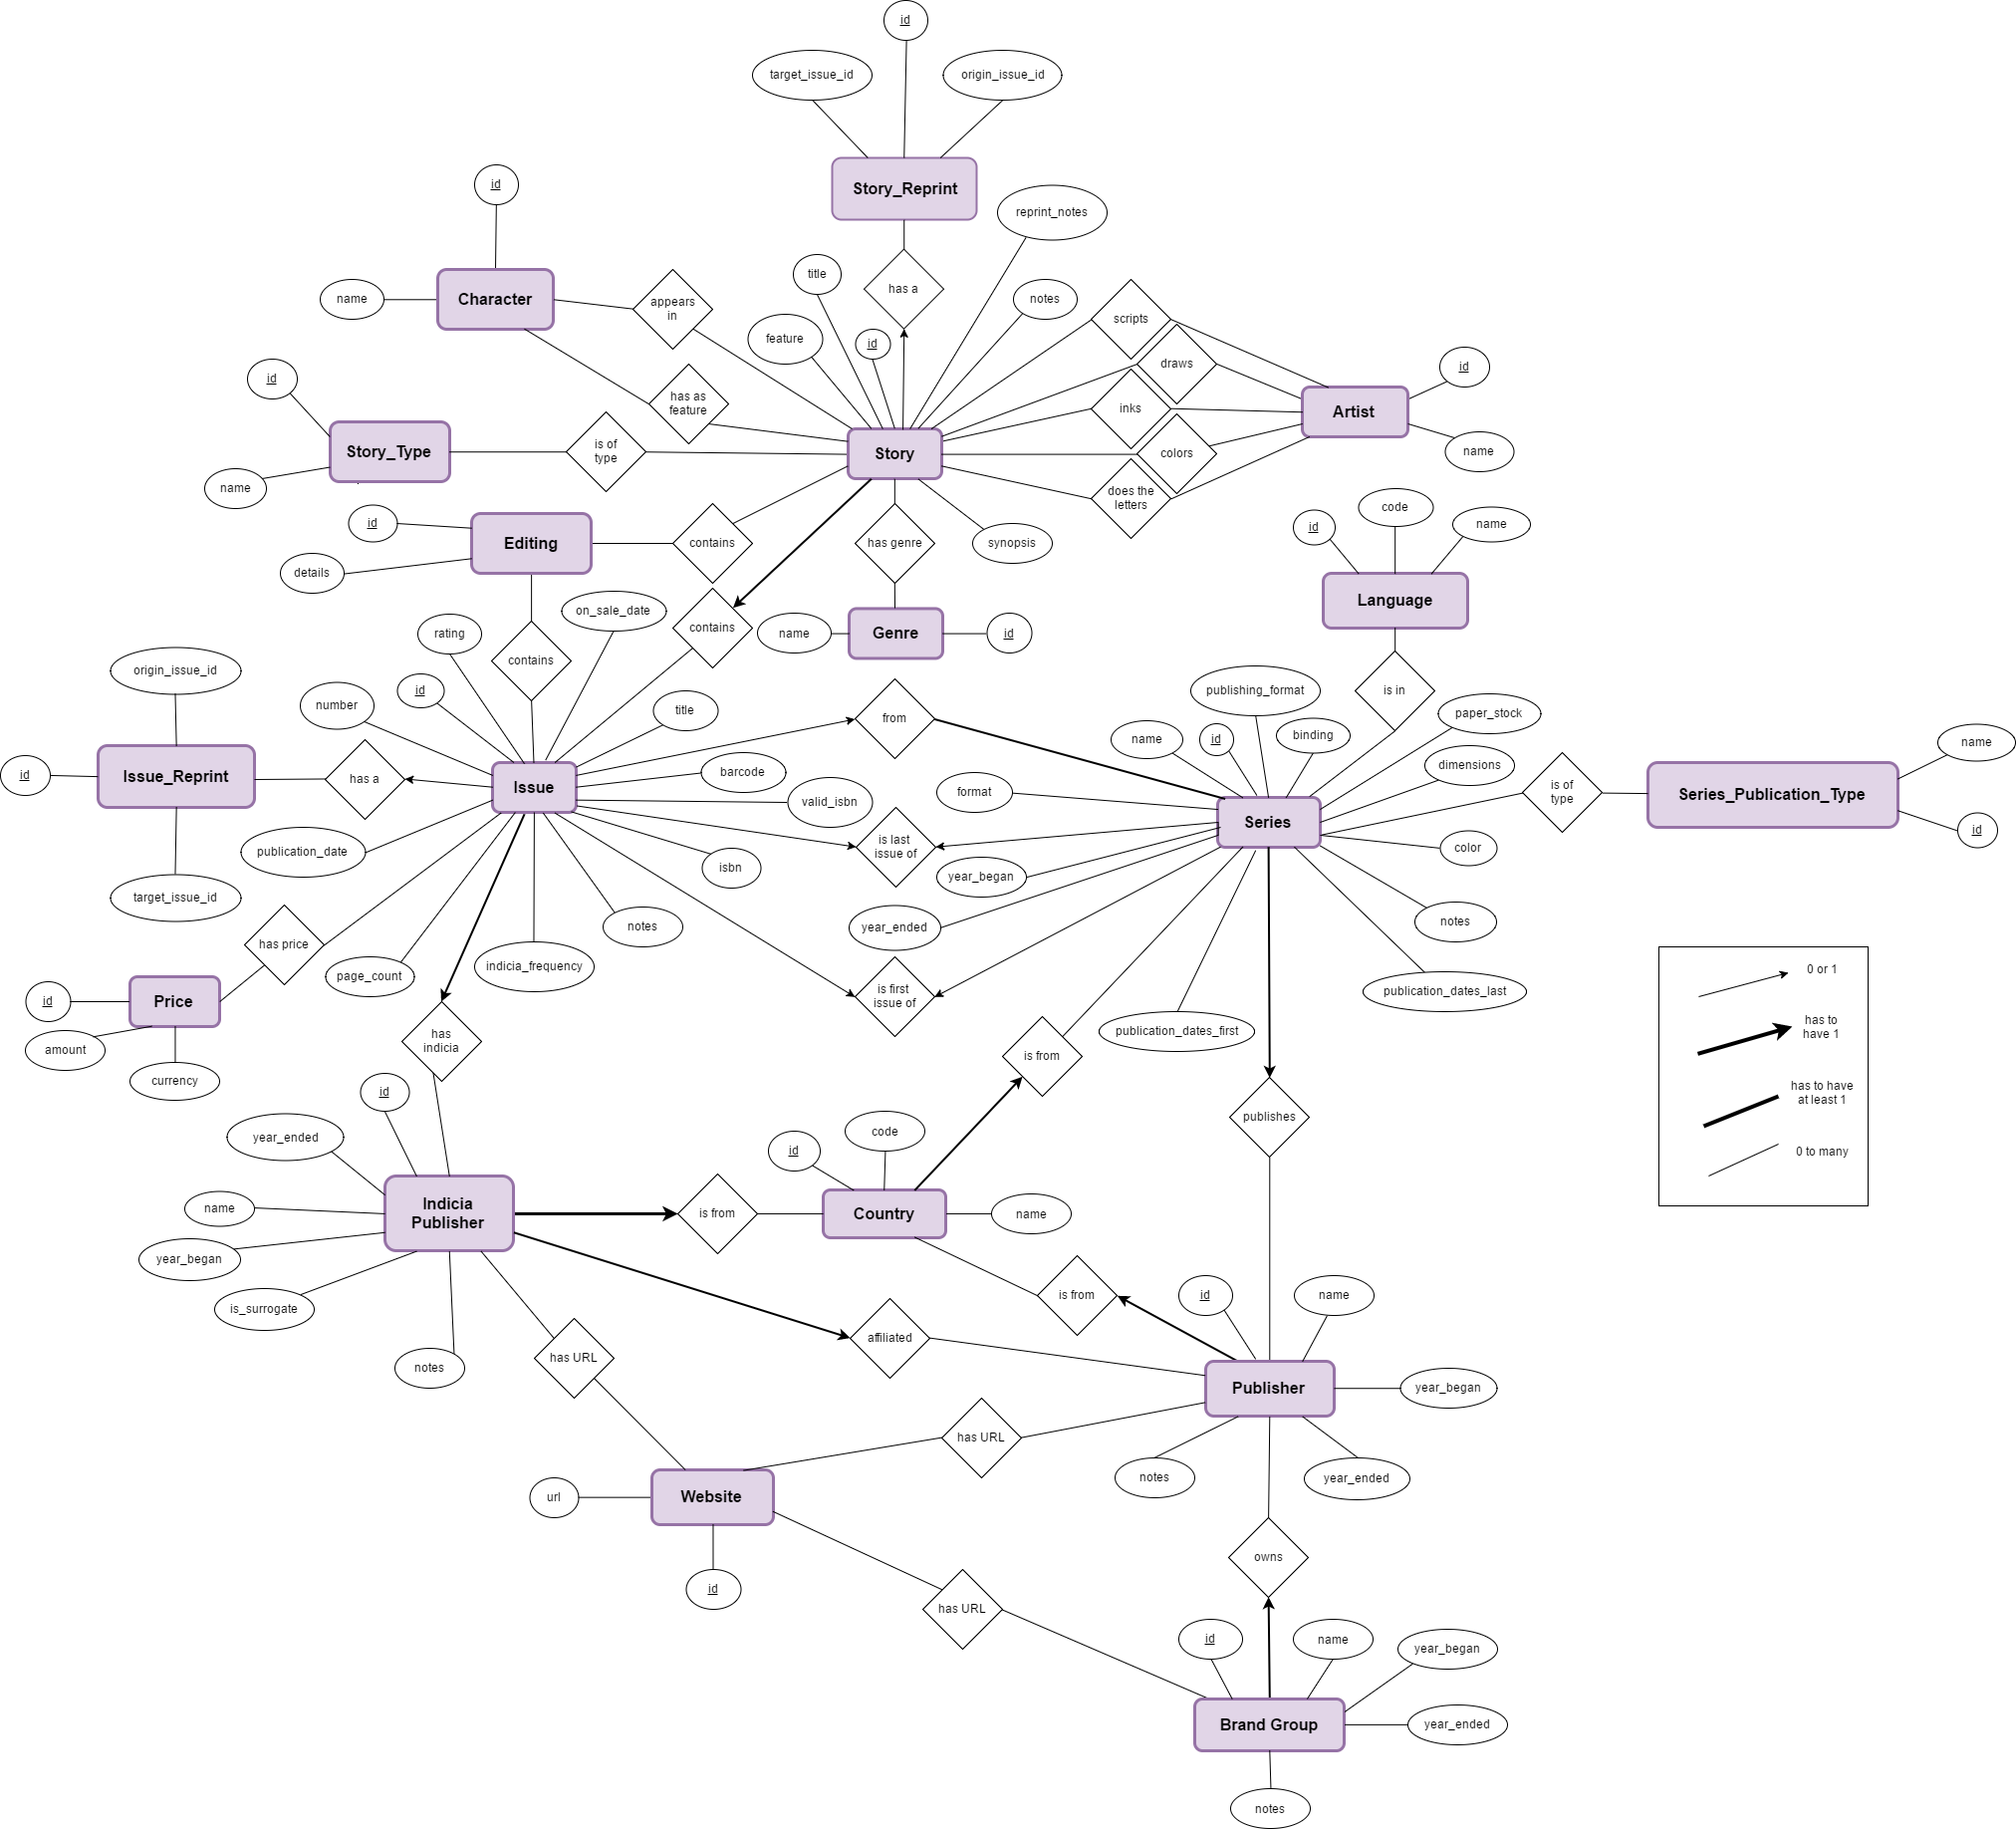 id
target_issue_id
origin_issue_id
Story_Reprint
id
reprint_notes
title
has a
notes
name
Character
appears
in
scripts
feature
id
draws
id
id
has as
feature
inks
Artist
Story_Type
is of
type
Story
colors
name
name
does the
letters
code
id
name
id
Editing
contains
has genre
synopsis
details
Language
on_sale_date
contains
rating
name
Genre
id
contains
origin_issue_id
id
is in
publishing_format
number
title
from
paper_stock
name
id
binding
name
id
Issue_Reprint
has a
Issue
barcode
dimensions
format
valid_isbn
is of
type
Series_Publication_Type
Series
id
publication_date
is last
issue of
color
isbn
year_began
target_issue_id
notes
year_ended
notes
has price
page_count
indicia_frequency
0 or 1
id
Price
is first
issue of
publication_dates_last
has to
have 1
publication_dates_first
amount
has
indicia
is from
currency
id
has to have
at least 1
publishes
code
year_ended
id
0 to many
name
Indicia
Publisher
is from
Country
name
year_began
is_surrogate
is from
id
name
affiliated
has URL
notes
Publisher
year_began
has URL
notes
year_ended
url
Website
owns
id
has URL
id
name
year_began
Brand Group
year_ended
notes